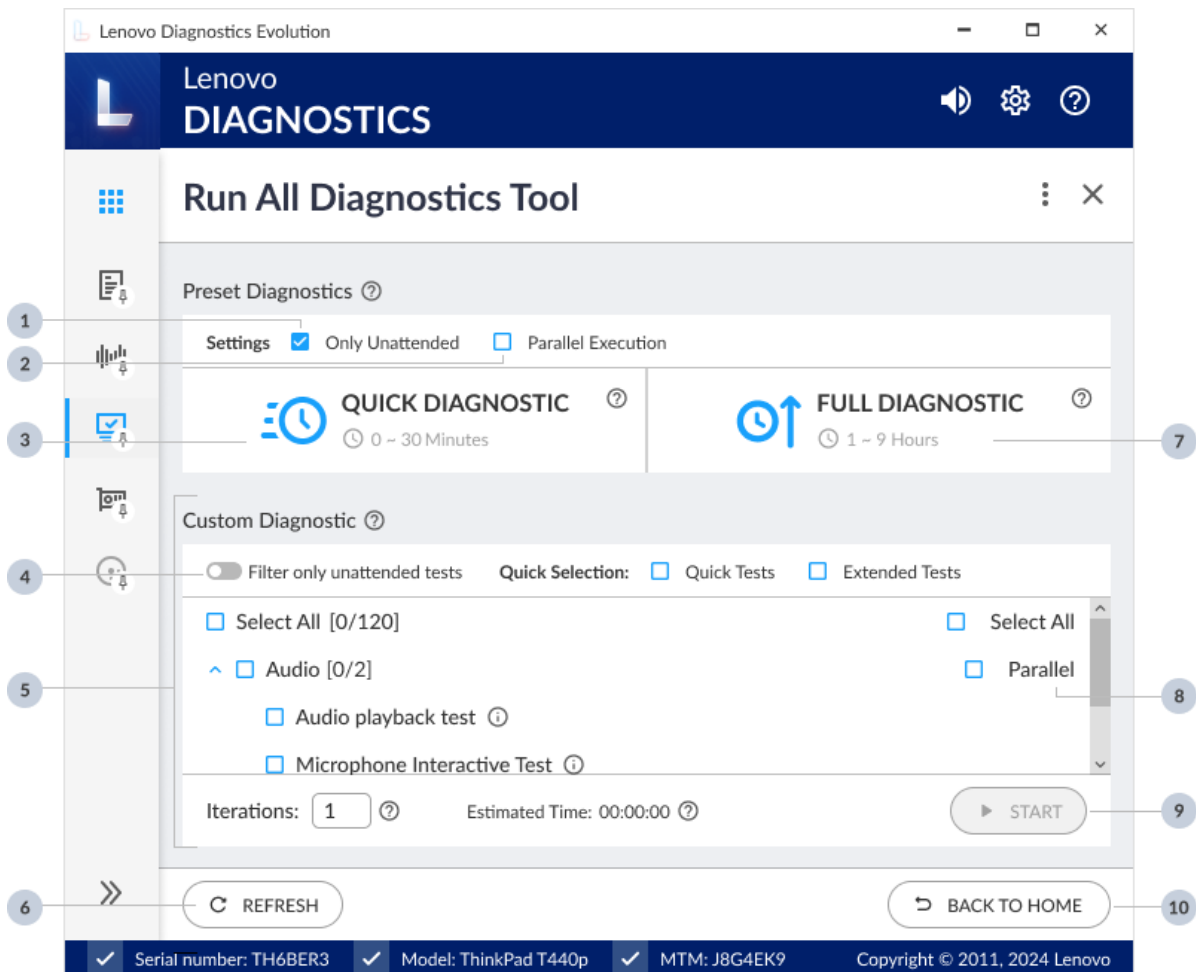 Lenovo Diagnostics Evolution
Lenovo
DIAGNOSTICS
Run All Diagnostics Tool
Preset Diagnostics
1
Settings Only Unattended Parallel Execution
2
QUICK DIAGNOSTIC FULL DIAGNOSTIC
3 0 ~ 30 Minutes 1 ~ 9 Hours 7
Custom Diagnostic
4 Filter only unattended tests Quick Selection: Quick Tests Extended Tests
Select All [0/120] Select All
Audio [0/2] Parallel
5 8
Audio playback test
Microphone Interactive Test
Iterations: 1 Estimated Time: 00:00:00 START 9
6 REFRESH BACK TO HOME 10
Serial number: TH6BER3 Model: ThinkPad T440p MTM: J8G4EK9 Copyright © 2011, 2024 Lenovo